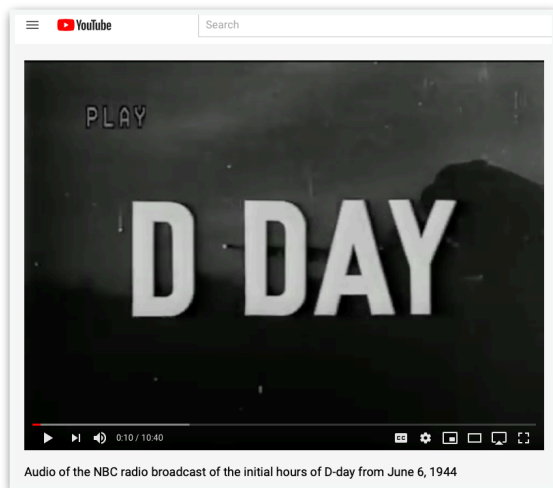 YouTube
Search
PLAY
D DAY
0:10 / 10:40
CC
Audio of the NBC radio broadcast of the initial hours of D-day from June 6, 1944